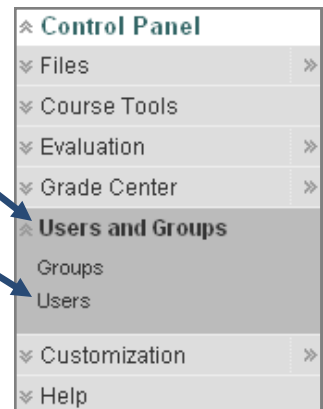 Control Panel
Files
Course Tools
Evaluation
Grade Center
Users and Groups
Groups
Users
Customization
Help